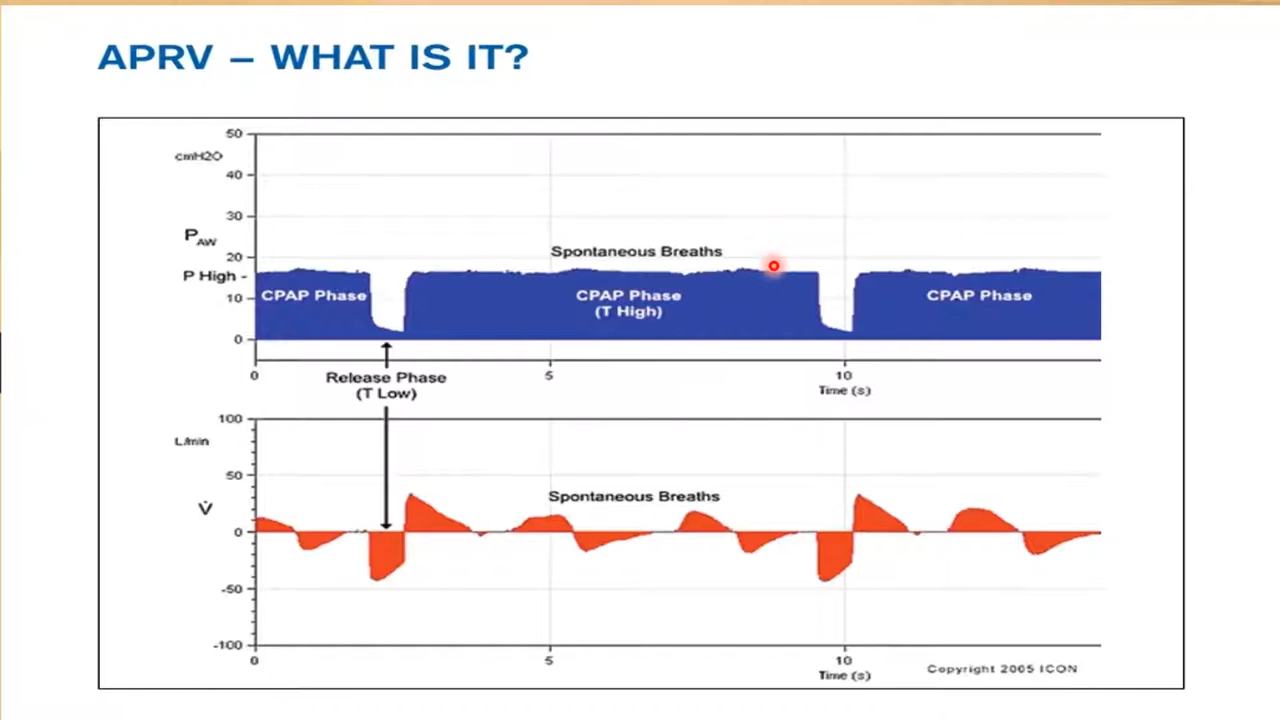 APRV – WHAT IS IT?
50
cmH2O
40
30
PAW
20
Spontaneous Breaths
P High -
10
CPAP Phase
CPAP Phase
(T High)
CPAP Phase
0
0
5
10
Time (s)
Release Phase
(T Low)
100
L/min
50
Spontaneous Breaths
V̇
0
-50
-100
0
5
10
Time (s)
Copyright 2005 ICON